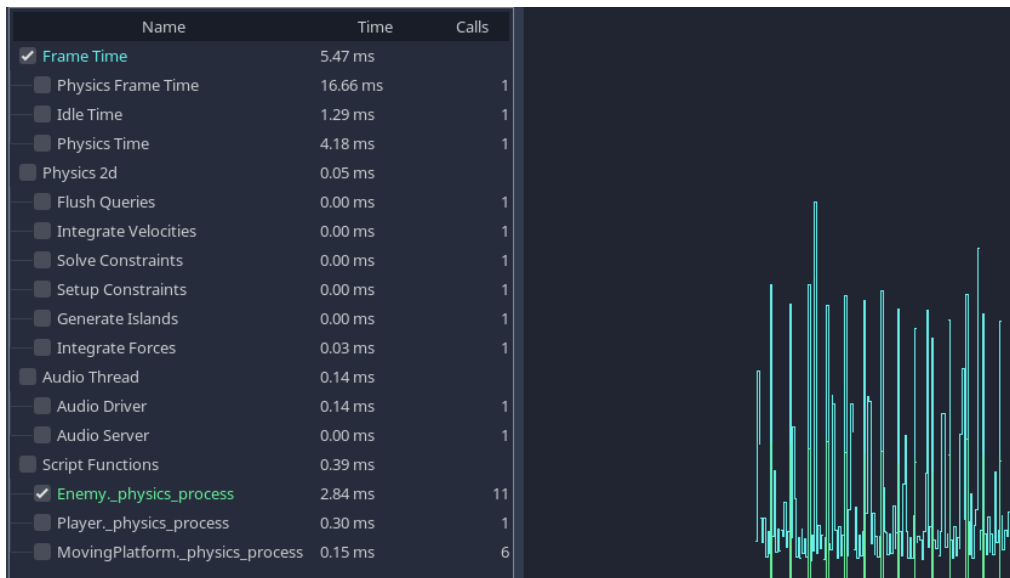 Name Time Calls
Frame Time 5.47 ms
Physics Frame Time 16.66 ms 1
Idle Time 1.29 ms 1
Physics Time 4.18 ms 1
Physics 2d 0.05 ms
Flush Queries 0.00 ms 1
Integrate Velocities 0.00 ms 1
Solve Constraints 0.00 ms 1
Setup Constraints 0.00 ms 1
Generate Islands 0.00 ms 1
Integrate Forces 0.03 ms 1
Audio Thread 0.14 ms
Audio Driver 0.14 ms 1
Audio Server 0.00 ms 1
Script Functions 0.39 ms
Enemy._physics_process 2.84 ms 11
Player._physics_process 0.30 ms 1
MovingPlatform._physics_process 0.15 ms 6